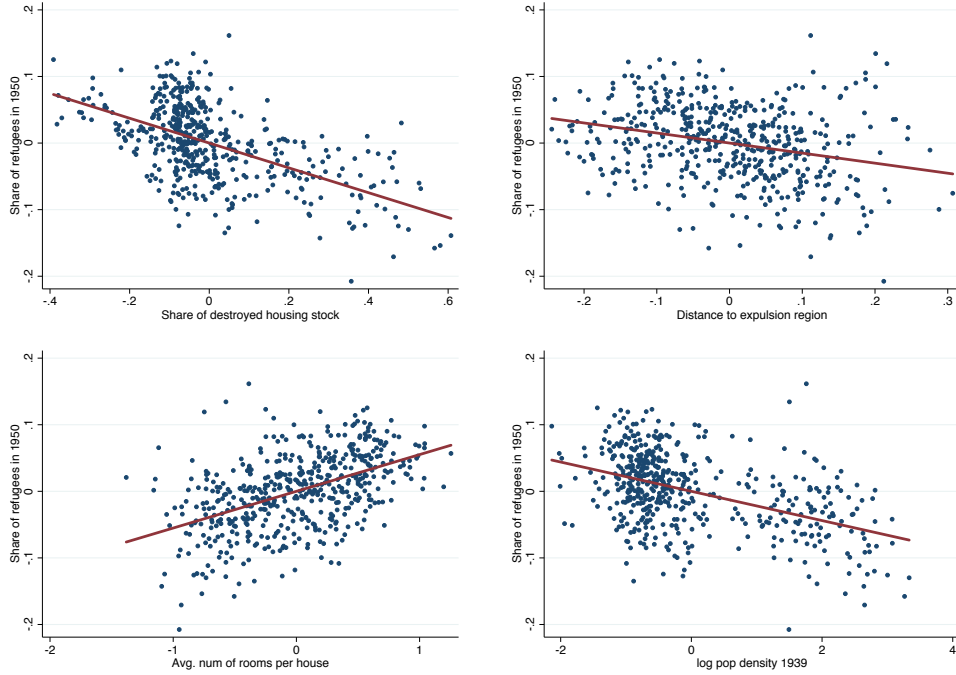 .2
.1
0
-.1
-.2
Share of refugees in 1950
-.4 -.2 0 .2 .4 .6
Share of destroyed housing stock
.2
.1
0
-.1
-.2
Share of refugees in 1950
-.2 -.1 0 .1 .2 .3
Distance to expulsion region
.2
.1
0
-.1
-.2
Share of refugees in 1950
-2 -1 0 1
Avg. num of rooms per house
.2
.1
0
-.1
-.2
Share of refugees in 1950
-2 0 2 4
log pop density 1939